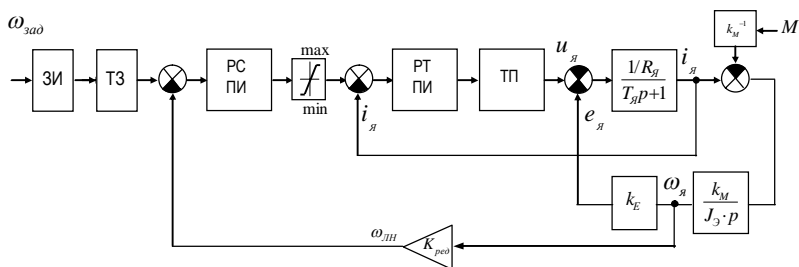 ω_зад
ЗИ
ТЗ
РС
ПИ
max
min
i_я
РТ
ПИ
ТП
u_я
e_я
1/R_Я
T_Я p+1
i_я
k_М^-1
М
k_E
ω_я
k_М
J_Э · p
ω_ЛН
K_ред